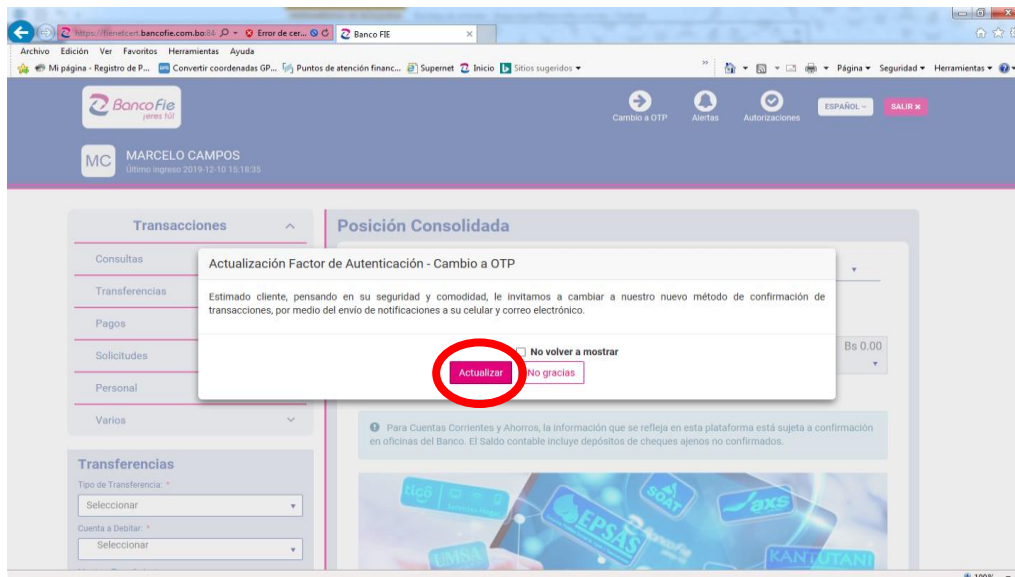 https://fienetcert.bancofie.com.bo:84
Error de cer...
Banco FIE
Archivo Edición Ver Favoritos Herramientas Ayuda
Mi página - Registro de P... Convertir coordenadas GP... Puntos de atención financ... Supernet Inicio Sitios sugeridos
Página Seguridad Herramientas
BancoFie
¡eres tú!
Cambio a OTP Alertas Autorizaciones ESPAÑOL SALIR ×
MC MARCELO CAMPOS
Último ingreso 2019-12-10 15:18:35
Transacciones
Posición Consolidada
Consultas
Transferencias
Pagos
Solicitudes
Personal
Varios
Actualización Factor de Autenticación - Cambio a OTP
Estimado cliente, pensando en su seguridad y comodidad, le invitamos a cambiar a nuestro nuevo método de confirmación de
transacciones, por medio del envío de notificaciones a su celular y correo electrónico.
No volver a mostrar
Actualizar No gracias
Bs 0.00
Para Cuentas Corrientes y Ahorros, la información que se refleja en esta plataforma está sujeta a confirmación
en oficinas del Banco. El Saldo contable incluye depósitos de cheques ajenos no confirmados.
Transferencias
Tipo de Transferencia: *
Seleccionar
Cuenta a Debitar: *
Seleccionar
tigo
EPSAS
SOAT
axs
UMSA
KANTUTANI
100%